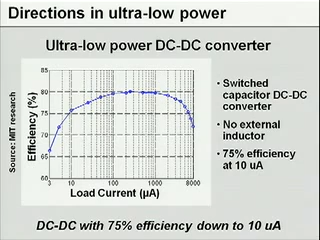 Directions in ultra-low power
Ultra-low power DC-DC converter
Source: MIT research
Efficiency (%)
85
80
75
70
65
3
10
100
1000
8000
Load Current (µA)
• Switched
capacitor DC-DC
converter
• No external
inductor
• 75% efficiency
at 10 uA
DC-DC with 75% efficiency down to 10 uA